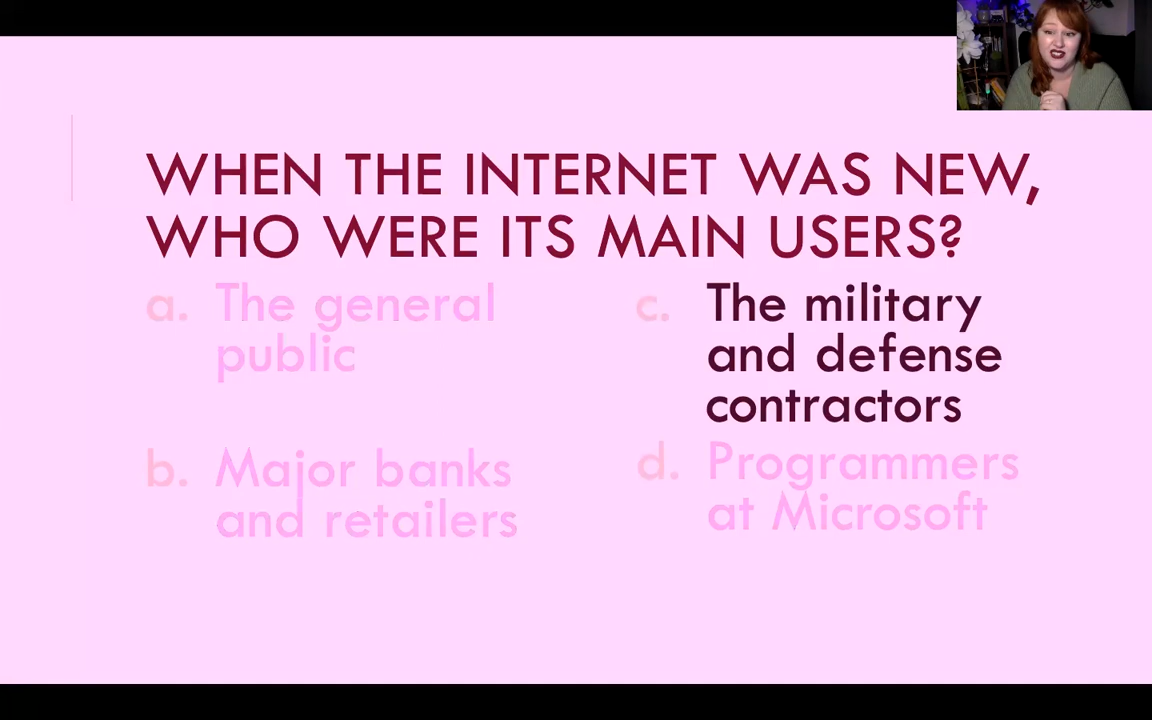 WHEN THE INTERNET WAS NEW,
WHO WERE ITS MAIN USERS?
a. The general
public
b. Major banks
and retailers
c. The military
and defense
contractors
d. Programmers
at Microsoft